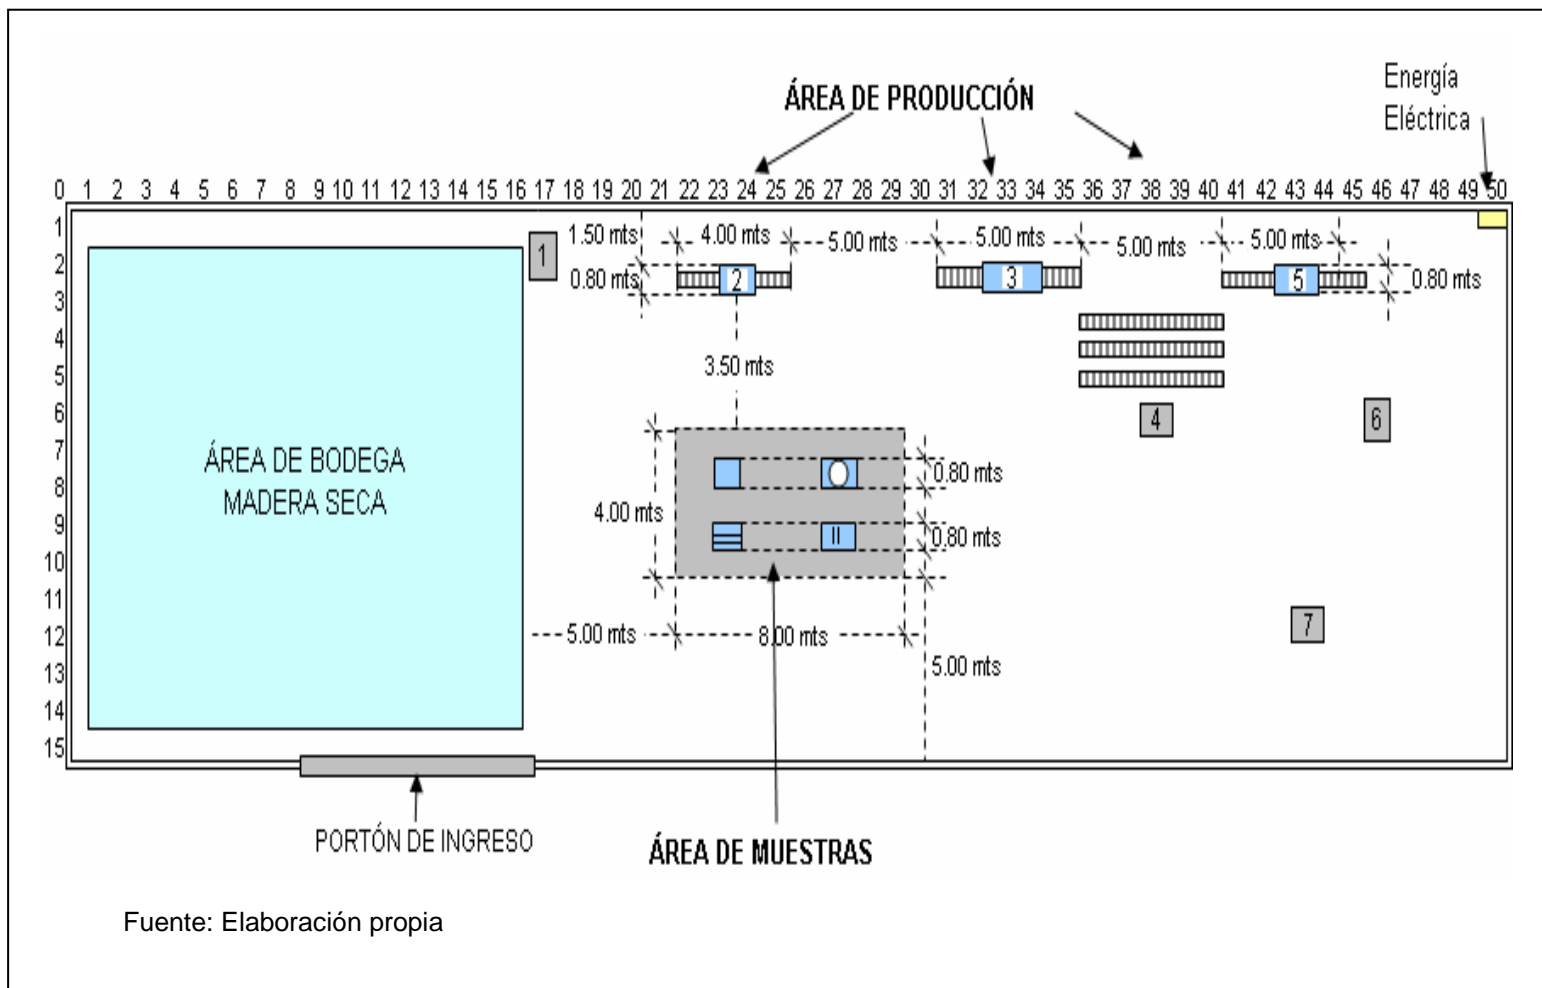 Energía
Eléctrica
ÁREA DE PRODUCCIÓN
0 1 2 3 4 5 6 7 8 9 10 11 12 13 14 15 16 17 18 19 20 21 22 23 24 25 26 27 28 29 30 31 32 33 34 35 36 37 38 39 40 41 42 43 44 45 46 47 48 49 50
1
2
3
4
5
6
7
8
9
10
11
12
13
14
15
0
1.50 mts 4.00 mts 5.00 mts 5.00 mts 5.00 mts 5.00 mts
1
0.80 mts 2 3 5 0.80 mts
3.50 mts
4 6
ÁREA DE BODEGA
MADERA SECA
0.80 mts
4.00 mts
0.80 mts
II
7
5.00 mts 8.00 mts
5.00 mts
PORTÓN DE INGRESO
ÁREA DE MUESTRAS
Fuente: Elaboración propia